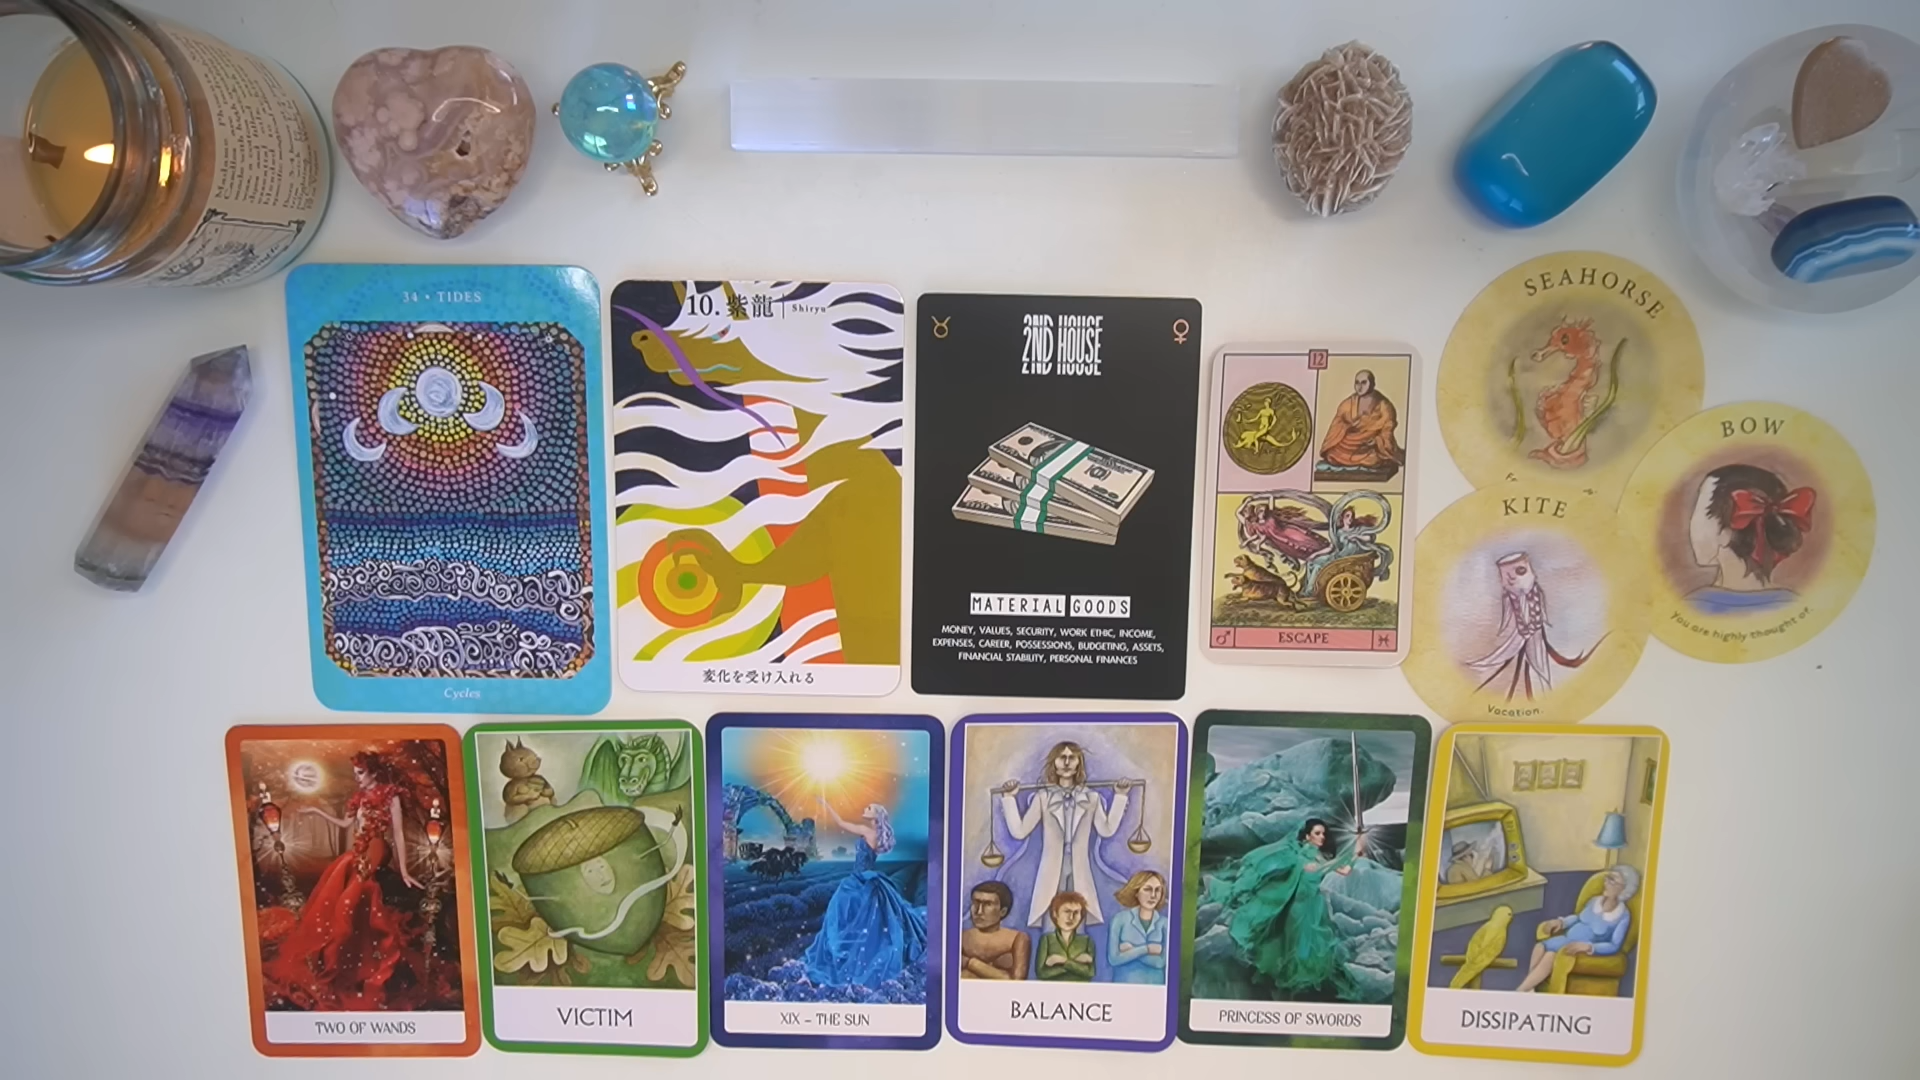 34 • TIDES
Cycles
10. 紫龍 | Shiryu
変化を受け入れる
2ND HOUSE
MATERIAL GOODS
MONEY, VALUES, SECURITY, WORK ETHIC, INCOME,
EXPENSES, CAREER, POSSESSIONS, BUDGETING, ASSETS,
FINANCIAL STABILITY, PERSONAL FINANCES
12
ESCAPE
SEAHORSE
BOW
You are highly thought of.
KITE
Vacation.
TWO OF WANDS
VICTIM
XIX – THE SUN
BALANCE
PRINCESS OF SWORDS
DISSIPATING